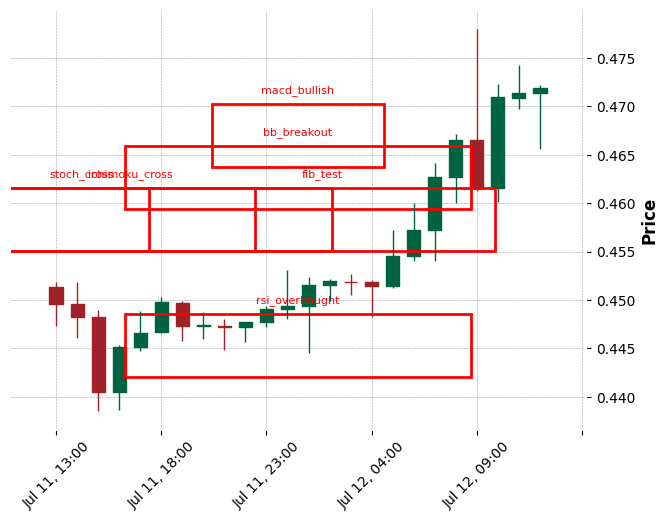 macd_bullish
bb_breakout
stoch_cross
ichimoku_cross
fib_test
rsi_overbought
0.475
0.470
0.465
0.460
0.455
0.450
0.445
0.440
Price
Jul 11, 13:00
Jul 11, 18:00
Jul 11, 23:00
Jul 12, 04:00
Jul 12, 09:00